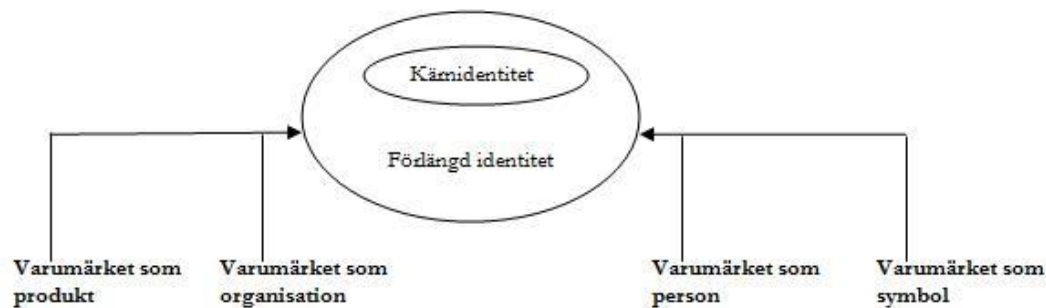 Kärnidentitet
Förlängd identitet
Varumärket som
produkt
Varumärket som
organisation
Varumärket som
person
Varumärket som
symbol